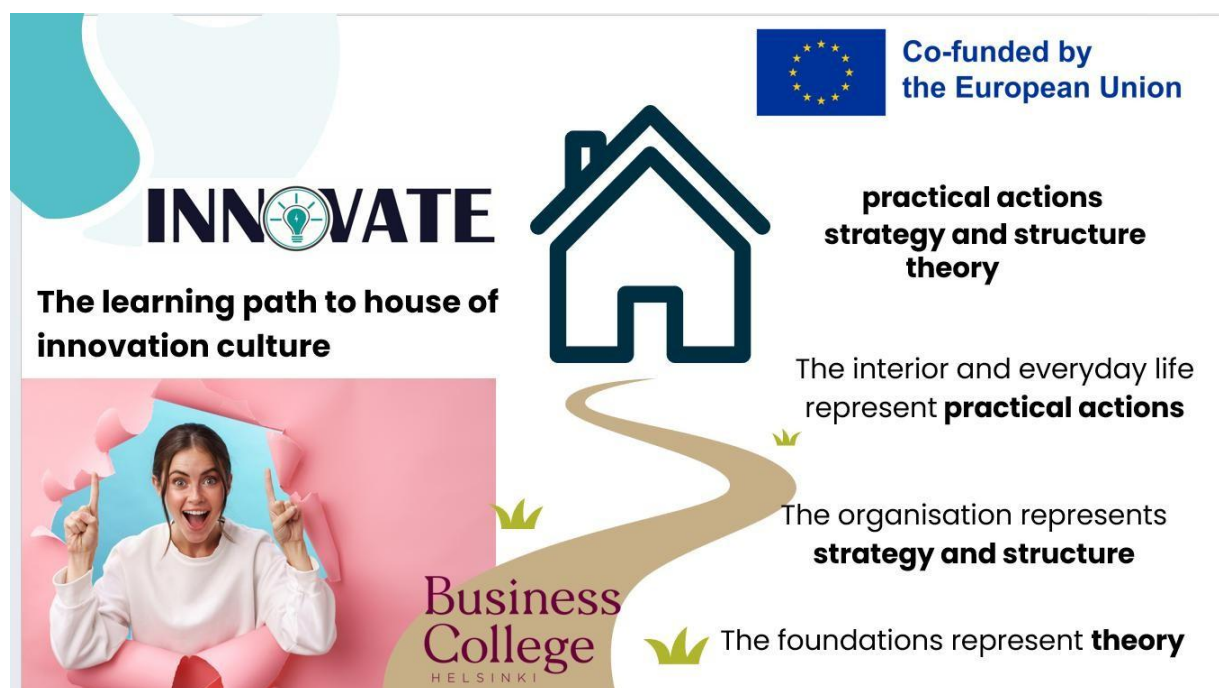 Co-funded by
the European Union
INNOVATE
The learning path to house of
innovation culture
practical actions
strategy and structure
theory
The interior and everyday life
represent practical actions
The organisation represents
strategy and structure
The foundations represent theory
Business
College
HELSINKI